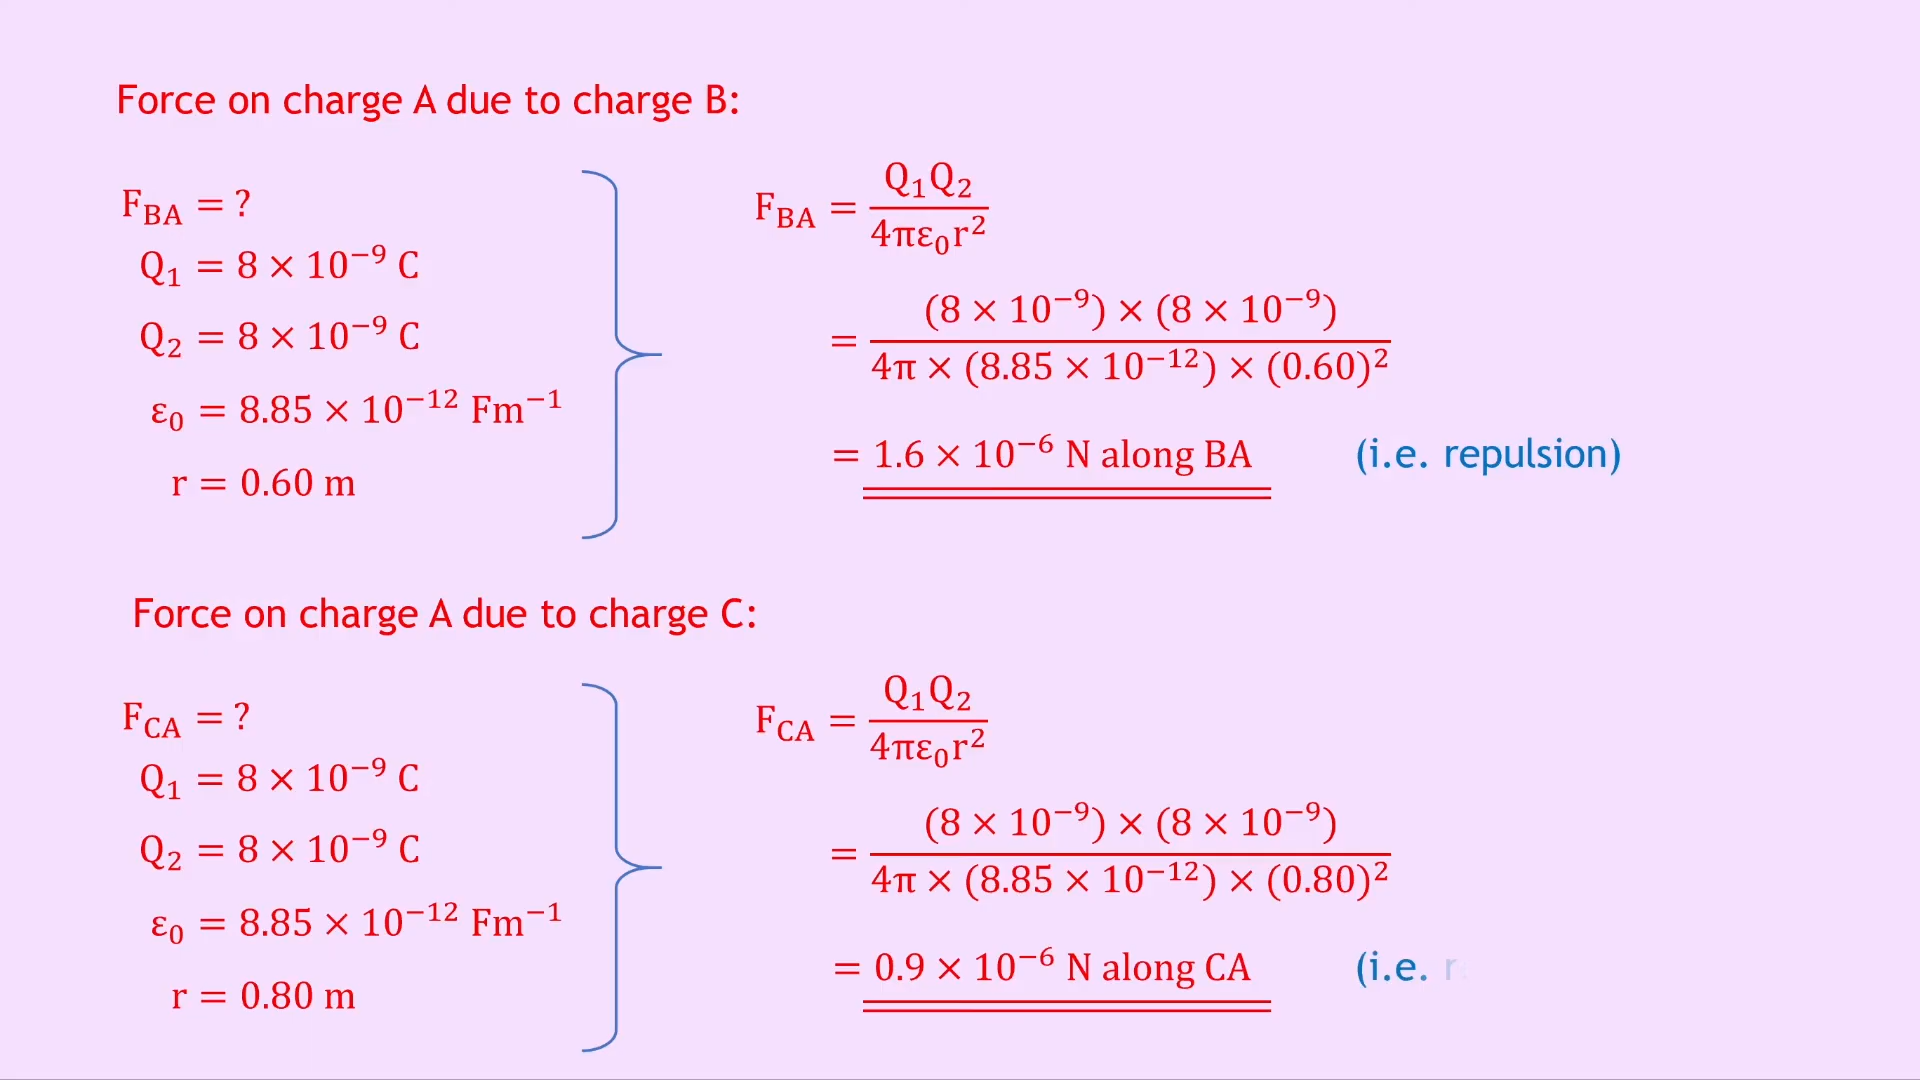 Force on charge A due to charge B:
F_BA = ?
Q₁ = 8 × 10⁻⁹ C
Q₂ = 8 × 10⁻⁹ C
ε₀ = 8.85 × 10⁻¹² Fm⁻¹
r = 0.60 m
F_BA = Q₁Q₂ / 4πε₀r²
= (8 × 10⁻⁹) × (8 × 10⁻⁹) / 4π × (8.85 × 10⁻¹²) × (0.60)²
= 1.6 × 10⁻⁶ N along BA (i.e. repulsion)
Force on charge A due to charge C:
F_CA = ?
Q₁ = 8 × 10⁻⁹ C
Q₂ = 8 × 10⁻⁹ C
ε₀ = 8.85 × 10⁻¹² Fm⁻¹
r = 0.80 m
F_CA = Q₁Q₂ / 4πε₀r²
= (8 × 10⁻⁹) × (8 × 10⁻⁹) / 4π × (8.85 × 10⁻¹²) × (0.80)²
= 0.9 × 10⁻⁶ N along CA (i.e.